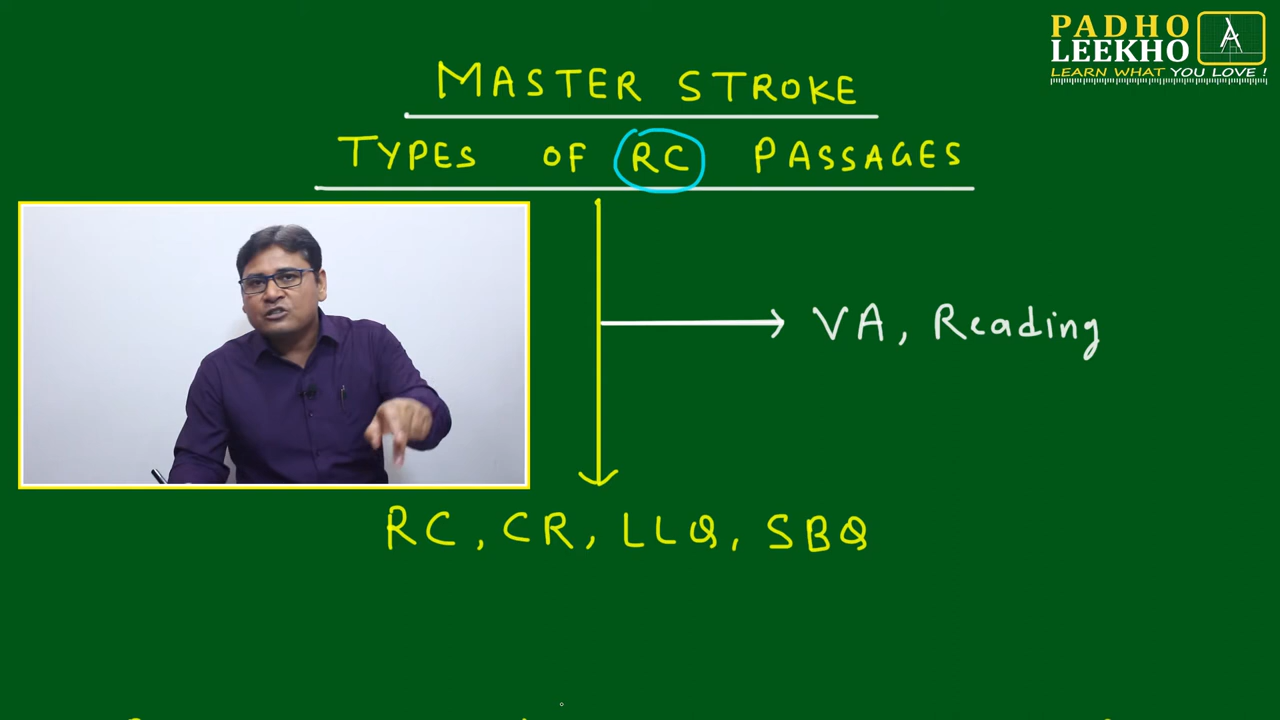 PADHO
LEEKHO
LEARN WHAT YOU LOVE !
MASTER STROKE
TYPES OF RC PASSAGES
VA, Reading
RC, CR, LLQ, SBQ